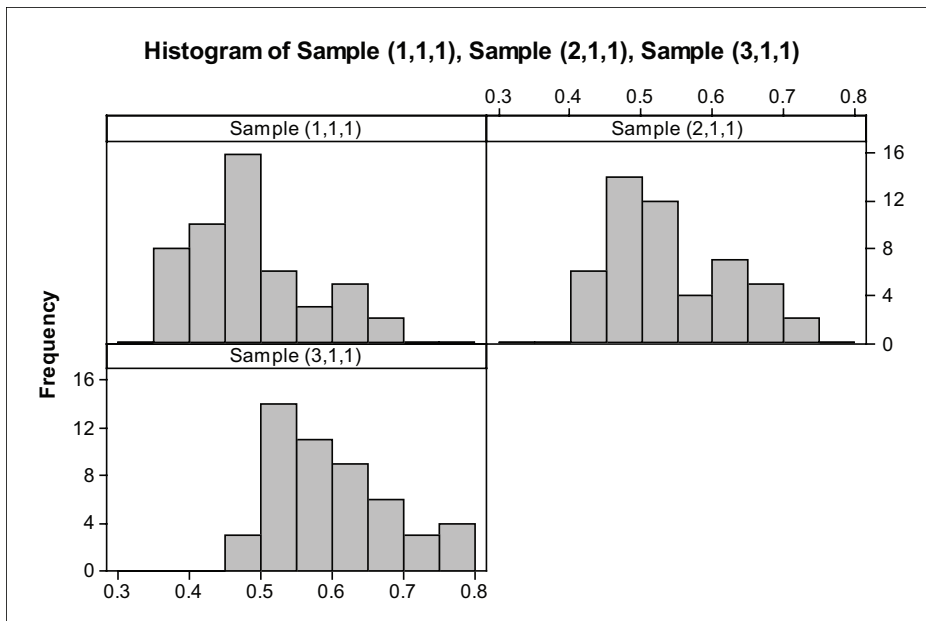 Histogram of Sample (1,1,1), Sample (2,1,1), Sample (3,1,1)
0.3 0.4 0.5 0.6 0.7 0.8
Sample (1,1,1) Sample (2,1,1)
16
12
8
4
0
Frequency
Sample (3,1,1)
16
12
8
4
0
0.3 0.4 0.5 0.6 0.7 0.8